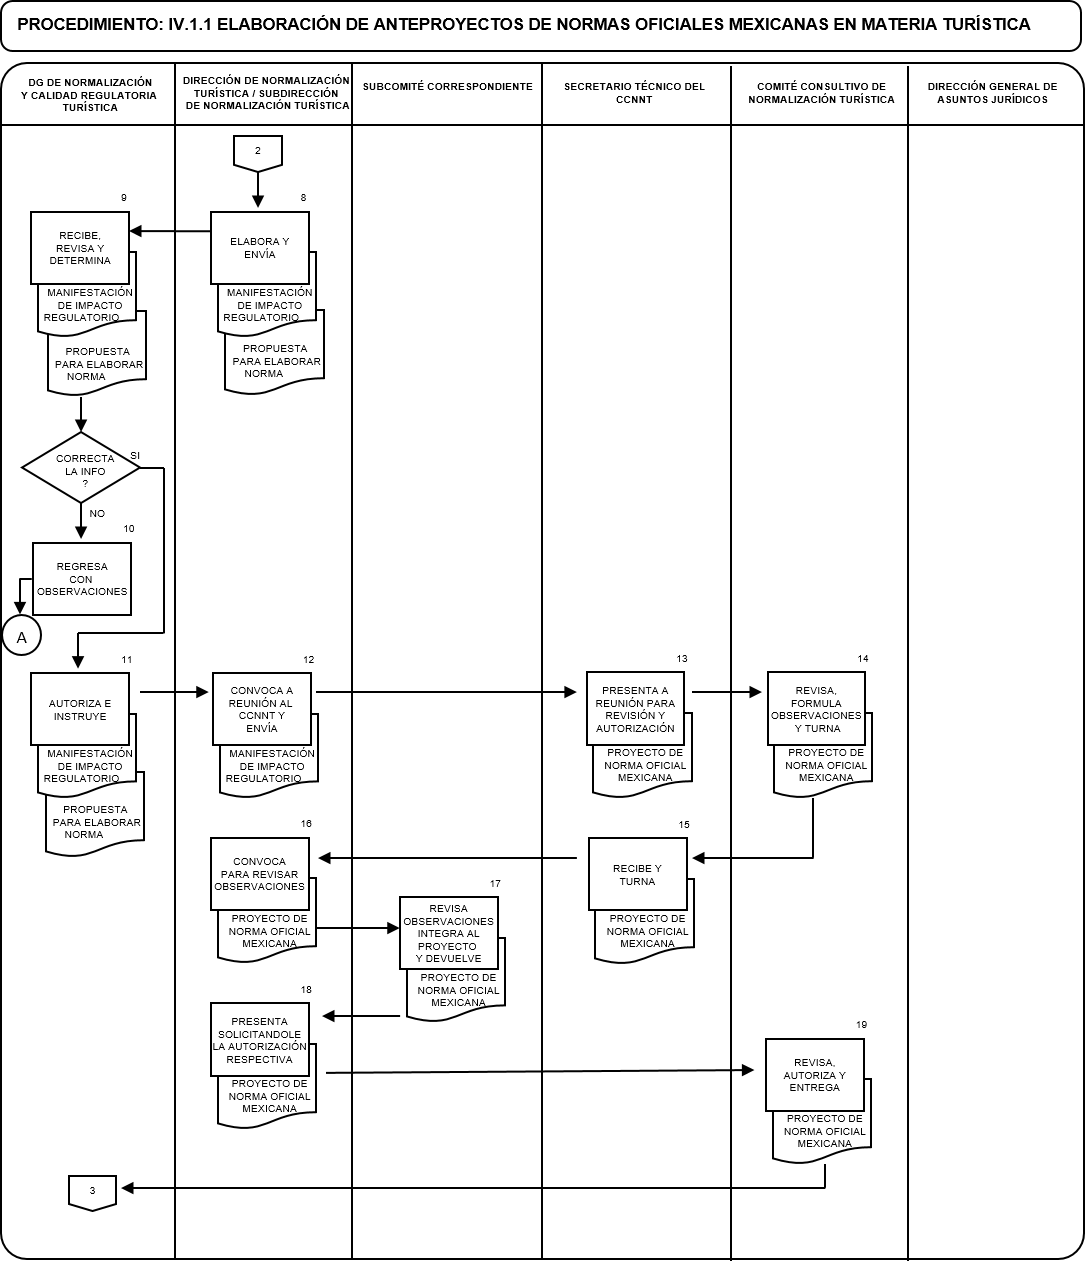 PROCEDIMIENTO: IV.1.1 ELABORACIÓN DE ANTEPROYECTOS DE NORMAS OFICIALES MEXICANAS EN MATERIA TURÍSTICA
DG DE NORMALIZACIÓN
Y CALIDAD REGULATORIA
TURÍSTICA
DIRECCIÓN DE NORMALIZACIÓN
TURÍSTICA / SUBDIRECCIÓN
DE NORMALIZACIÓN TURÍSTICA
SUBCOMITÉ CORRESPONDIENTE
SECRETARIO TÉCNICO DEL
CCNNT
COMITÉ CONSULTIVO DE
NORMALIZACIÓN TURÍSTICA
DIRECCIÓN GENERAL DE
ASUNTOS JURÍDICOS
2
8
ELABORA Y
ENVÍA
MANIFESTACIÓN
DE IMPACTO
REGULATORIO
PROPUESTA
PARA ELABORAR
NORMA
9
RECIBE,
REVISA Y
DETERMINA
MANIFESTACIÓN
DE IMPACTO
REGULATORIO
PROPUESTA
PARA ELABORAR
NORMA
CORRECTA
LA INFO
?
SI
NO
10
REGRESA
CON
OBSERVACIONES
A
11
AUTORIZA E
INSTRUYE
MANIFESTACIÓN
DE IMPACTO
REGULATORIO
PROPUESTA
PARA ELABORAR
NORMA
12
CONVOCA A
REUNIÓN AL
CCNNT Y
ENVÍA
MANIFESTACIÓN
DE IMPACTO
REGULATORIO
13
PRESENTA A
REUNIÓN PARA
REVISIÓN Y
AUTORIZACIÓN
PROYECTO DE
NORMA OFICIAL
MEXICANA
14
REVISA,
FORMULA
OBSERVACIONES
Y TURNA
PROYECTO DE
NORMA OFICIAL
MEXICANA
15
RECIBE Y
TURNA
PROYECTO DE
NORMA OFICIAL
MEXICANA
16
CONVOCA
PARA REVISAR
OBSERVACIONES
PROYECTO DE
NORMA OFICIAL
MEXICANA
17
REVISA
OBSERVACIONES
INTEGRA AL
PROYECTO
Y DEVUELVE
PROYECTO DE
NORMA OFICIAL
MEXICANA
18
PRESENTA
SOLICITANDOLE
LA AUTORIZACIÓN
RESPECTIVA
PROYECTO DE
NORMA OFICIAL
MEXICANA
19
REVISA,
AUTORIZA Y
ENTREGA
PROYECTO DE
NORMA OFICIAL
MEXICANA
3